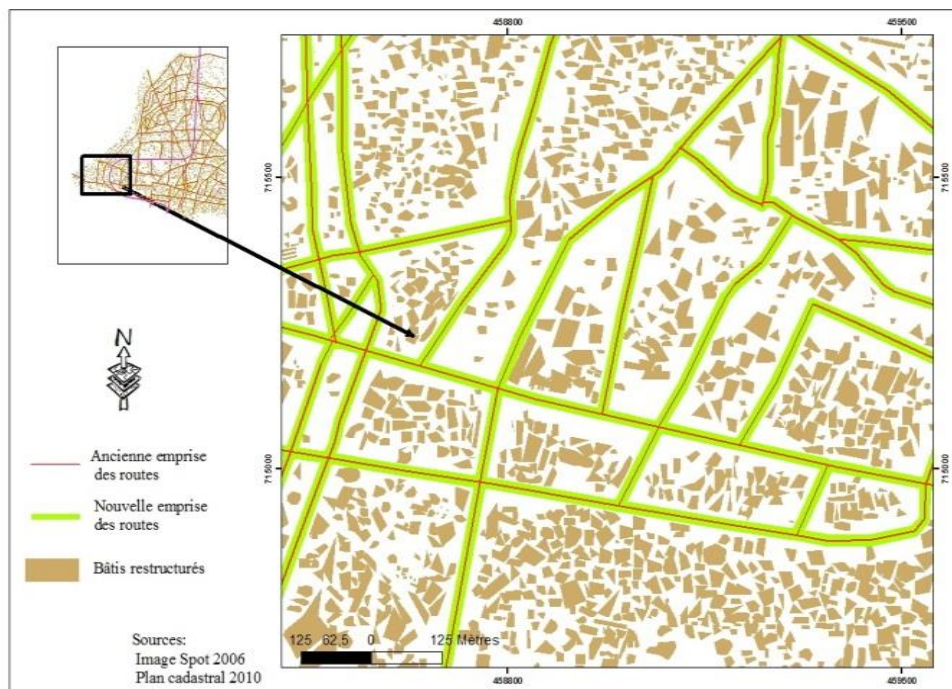 458800
459500
715500
715500
N
Ancienne emprise
des routes
715000
715000
Nouvelle emprise
des routes
Bâtis restructurés
Sources:
Image Spot 2006
Plan cadastral 2010
125 62.5 0 125 Mètres
458800
459500